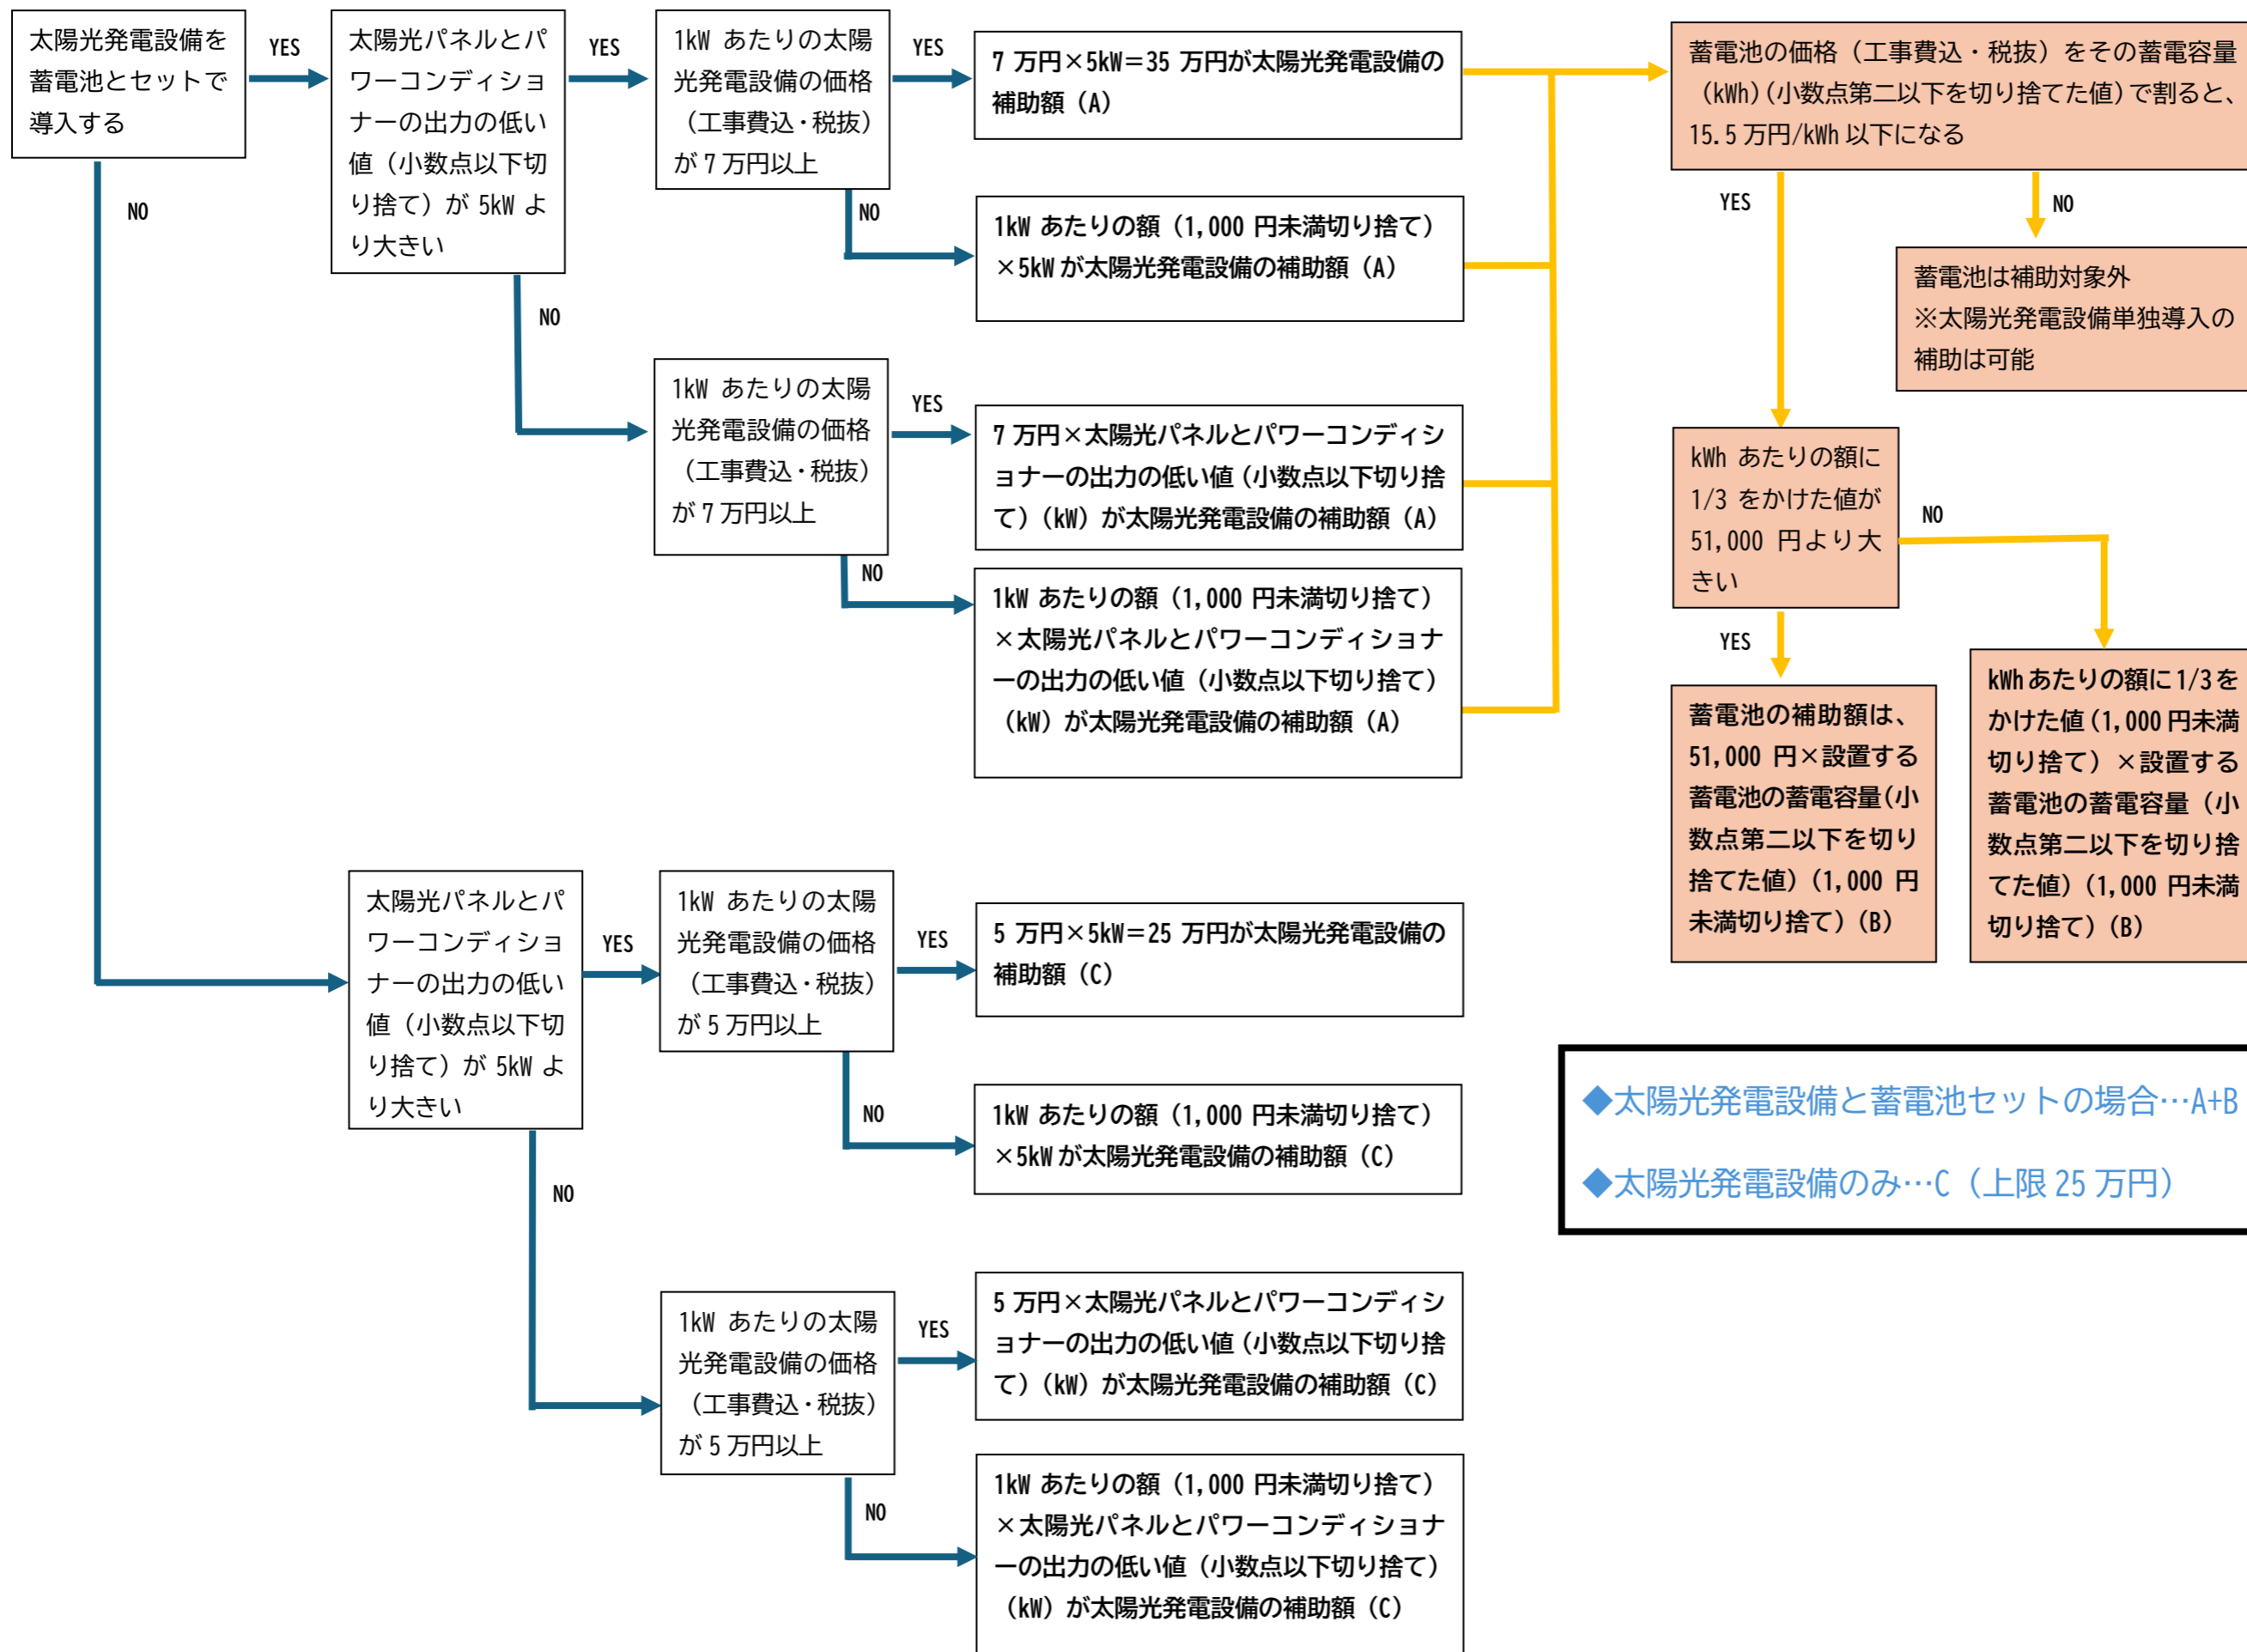 太陽光発電設備を
蓄電池とセットで
導入する
YES
NO
太陽光パネルとパ
ワーコンディショ
ナーの出力の低い
値（小数点以下切
り捨て）が 5kW よ
り大きい
YES
NO
1kW あたりの太陽
光発電設備の価格
（工事費込・税抜）
が 7 万円以上
YES
NO
7 万円×5kW＝35 万円が太陽光発電設備の
補助額（A）
1kW あたりの額（1,000 円未満切り捨て）
×5kW が太陽光発電設備の補助額（A）
1kW あたりの太陽
光発電設備の価格
（工事費込・税抜）
が 7 万円以上
YES
NO
7 万円×太陽光パネルとパワーコンディシ
ョナーの出力の低い値（小数点以下切り捨
て）（kW）が太陽光発電設備の補助額（A）
1kW あたりの額（1,000 円未満切り捨て）
×太陽光パネルとパワーコンディショナ
ーの出力の低い値（小数点以下切り捨て）
（kW）が太陽光発電設備の補助額（A）
蓄電池の価格（工事費込・税抜）をその蓄電容量
（kWh）（小数点第二以下を切り捨てた値）で割ると、
15.5 万円/kWh 以下になる
YES
NO
蓄電池は補助対象外
※太陽光発電設備単独導入の
補助は可能
kWh あたりの額に
1/3 をかけた値が
51,000 円より大
きい
NO
YES
蓄電池の補助額は、
51,000 円×設置する
蓄電池の蓄電容量（小
数点第二以下を切り
捨てた値）（1,000 円
未満切り捨て）（B）
kWh あたりの額に 1/3 を
かけた値（1,000 円未満
切り捨て）×設置する
蓄電池の蓄電容量（小
数点第二以下を切り捨
てた値）（1,000 円未満
切り捨て）（B）
太陽光パネルとパ
ワーコンディショ
ナーの出力の低い
値（小数点以下切
り捨て）が 5kW よ
り大きい
YES
NO
1kW あたりの太陽
光発電設備の価格
（工事費込・税抜）
が 5 万円以上
YES
NO
5 万円×5kW＝25 万円が太陽光発電設備の
補助額（C）
1kW あたりの額（1,000 円未満切り捨て）
×5kW が太陽光発電設備の補助額（C）
1kW あたりの太陽
光発電設備の価格
（工事費込・税抜）
が 5 万円以上
YES
NO
5 万円×太陽光パネルとパワーコンディシ
ョナーの出力の低い値（小数点以下切り捨
て）（kW）が太陽光発電設備の補助額（C）
1kW あたりの額（1,000 円未満切り捨て）
×太陽光パネルとパワーコンディショナ
ーの出力の低い値（小数点以下切り捨て）
（kW）が太陽光発電設備の補助額（C）
◆太陽光発電設備と蓄電池セットの場合…A+B
◆太陽光発電設備のみ…C（上限 25 万円）